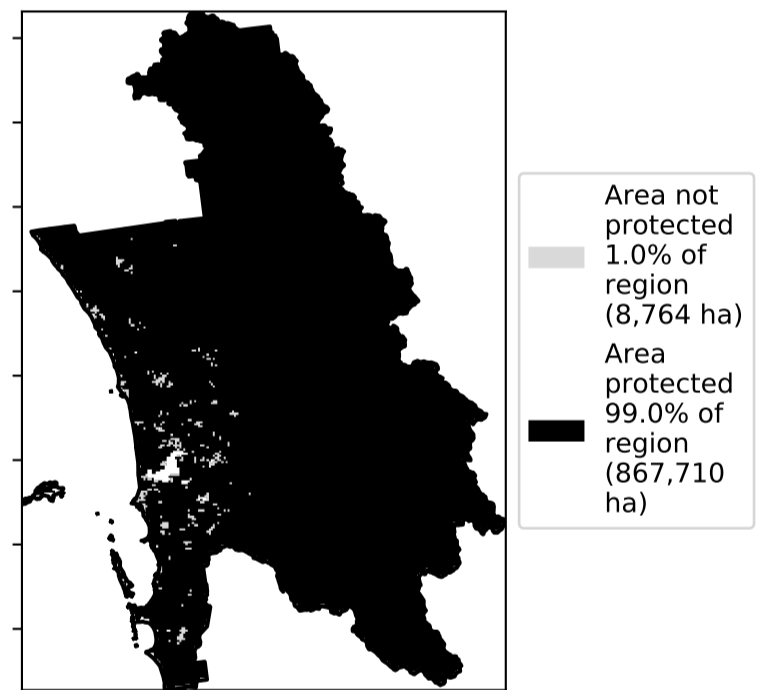 Area not
protected
1.0% of
region
(8,764 ha)
Area
protected
99.0% of
region
(867,710
ha)